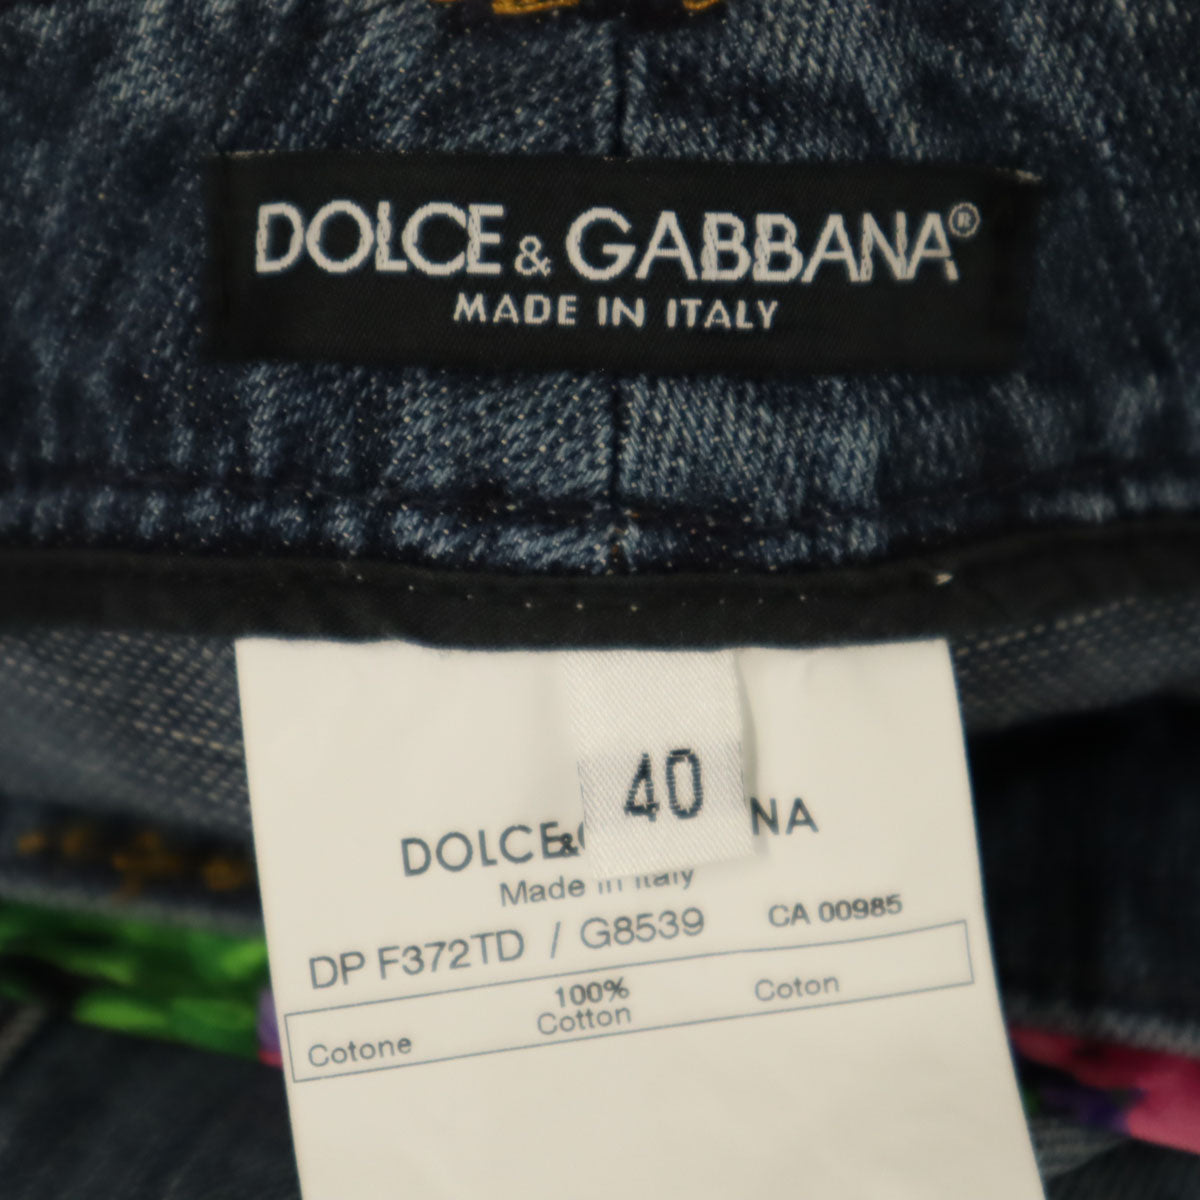 DOLCE & GABBANA®
MADE IN ITALY
40
DOLCE& NA
Made in Italy
DP F372TD / G8539 CA 00985
100%
Cotone Cotton Coton